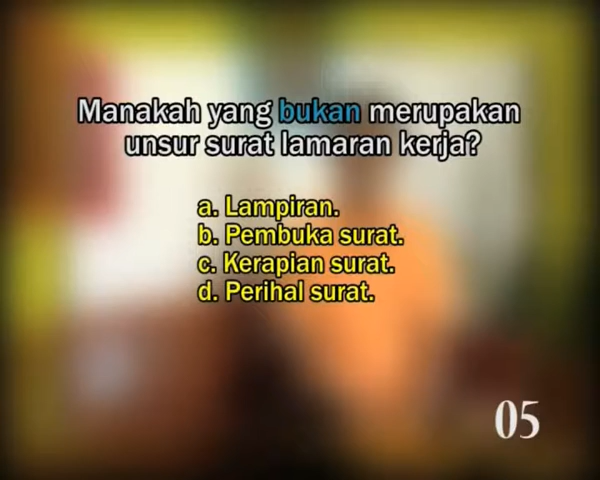 Manakah yang bukan merupakan
unsur surat lamaran kerja?
a. Lampiran.
b. Pembuka surat.
c. Kerapian surat.
d. Perihal surat.
05